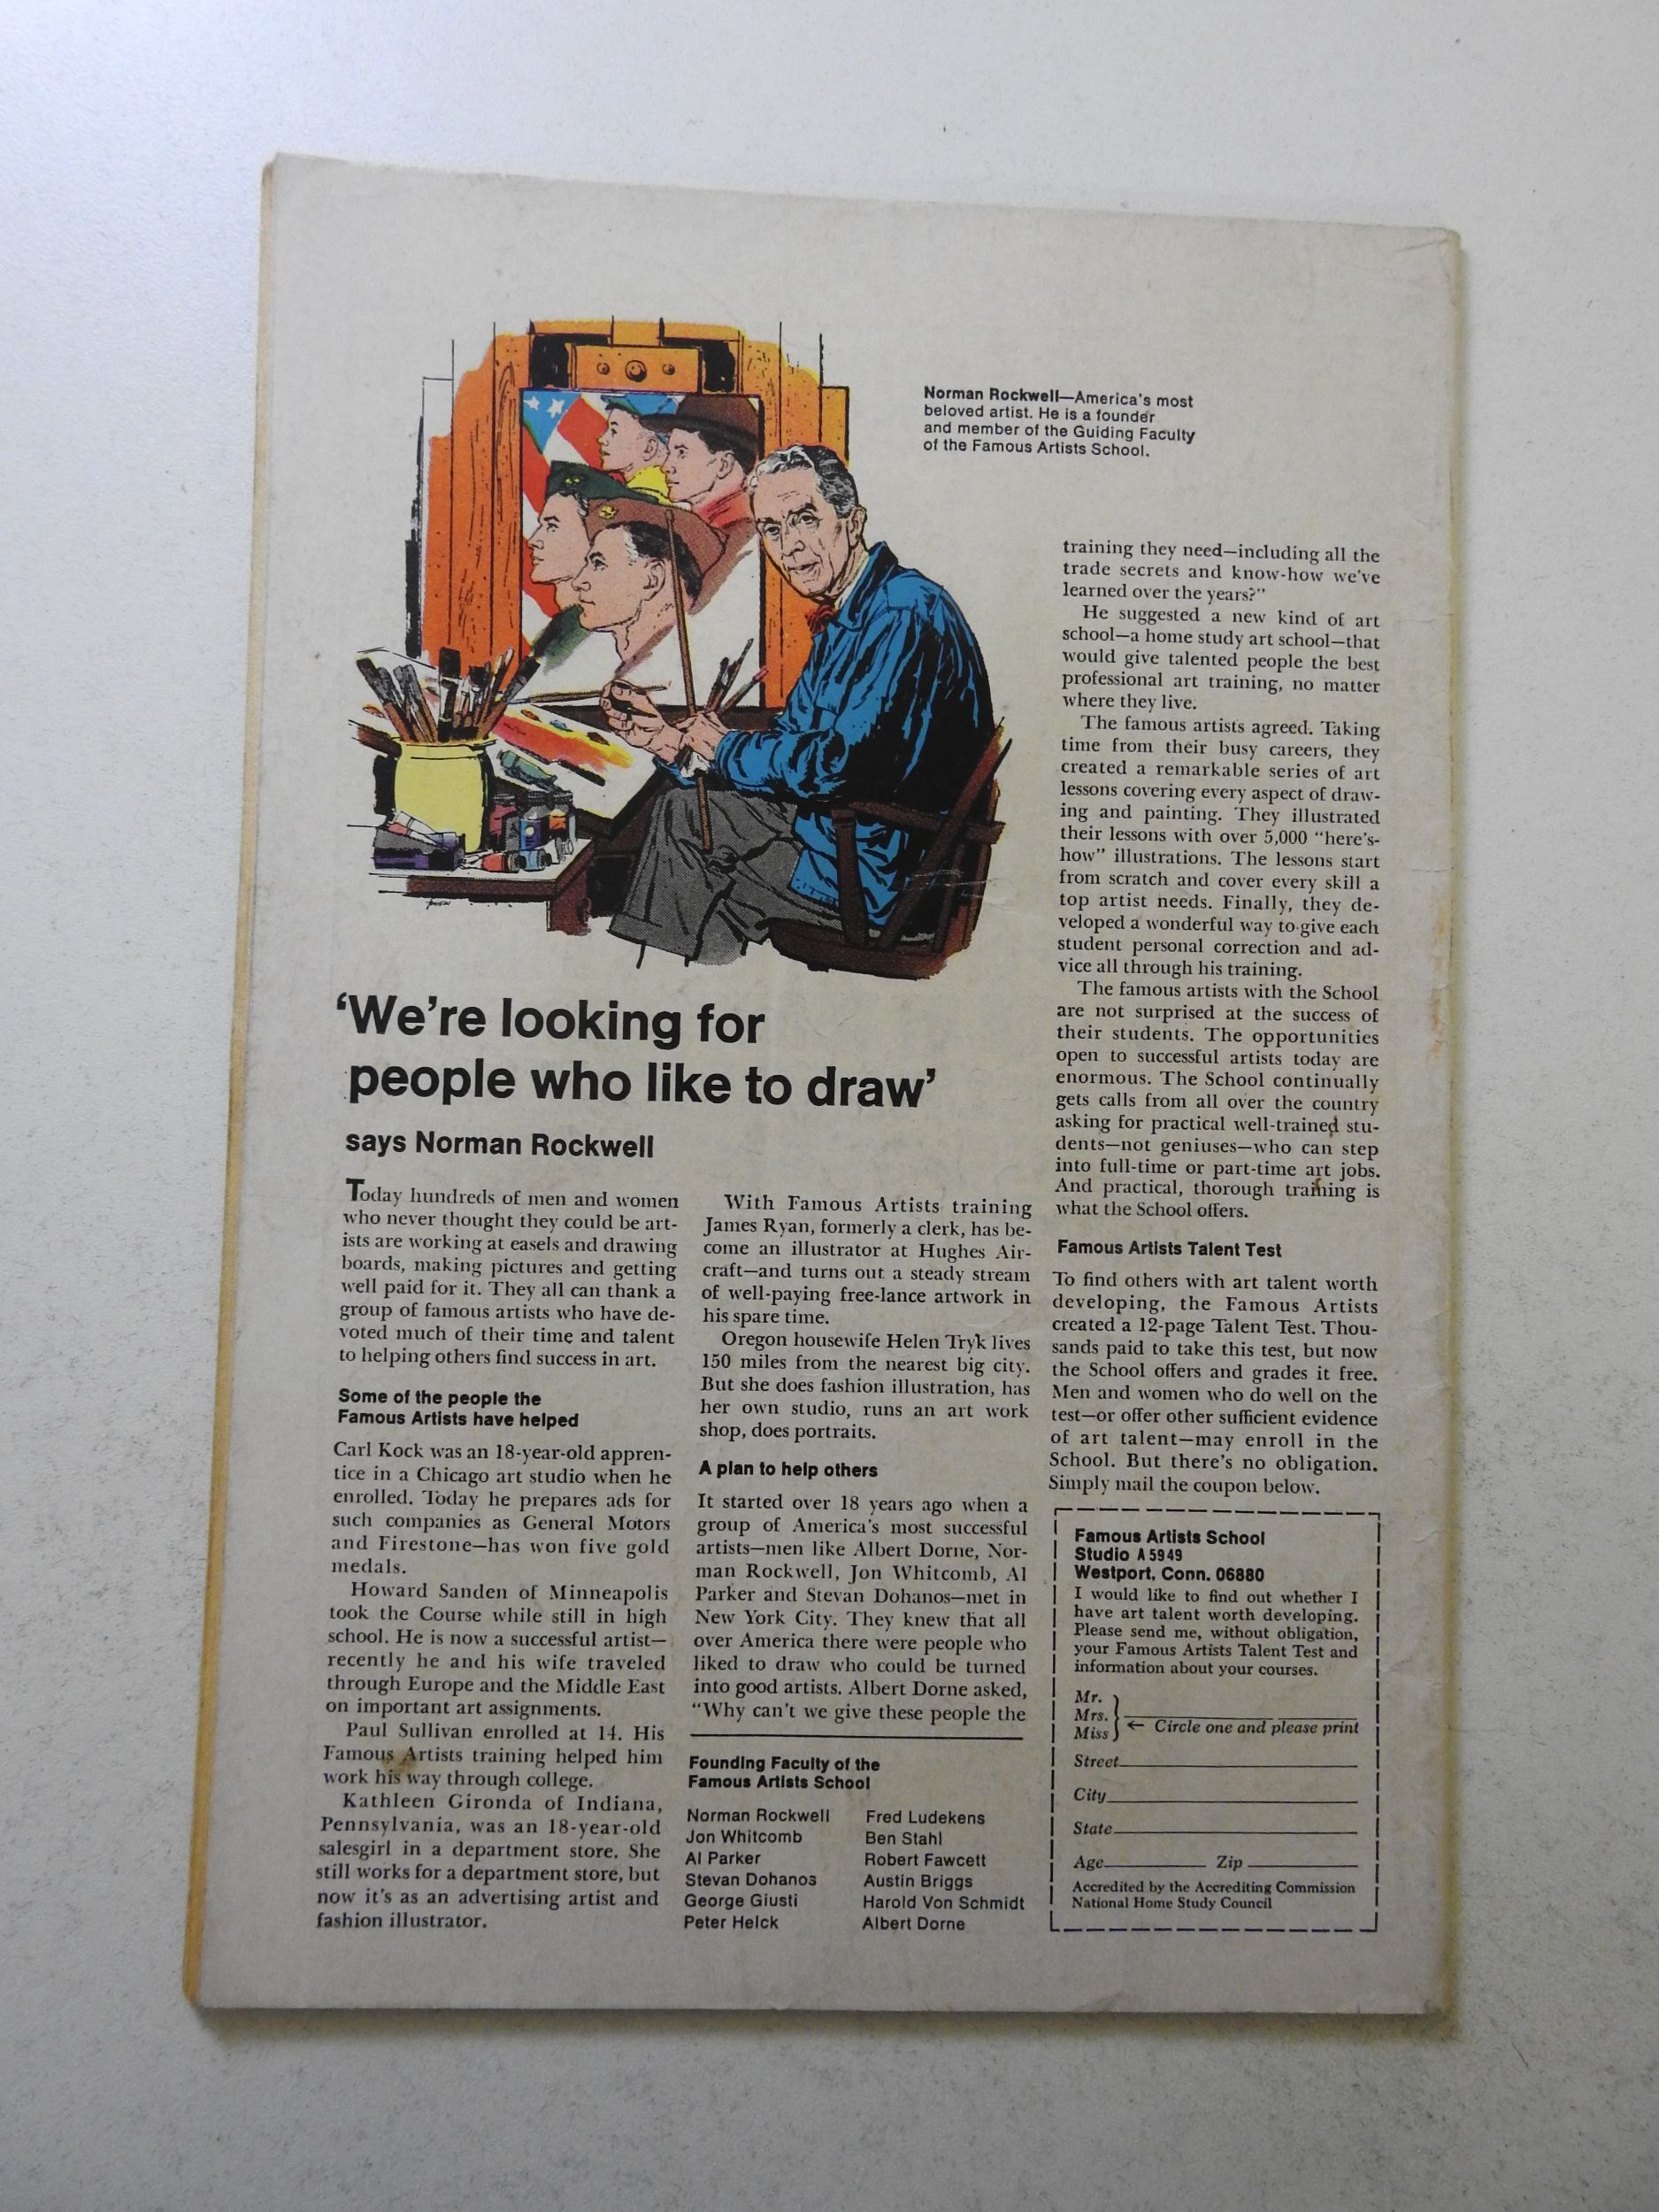 Norman Rockwell—America's most
beloved artist. He is a founder
and member of the Guiding Faculty
of the Famous Artists School.
'We're looking for
people who like to draw'
says Norman Rockwell
Today hundreds of men and women
who never thought they could be art-
ists are working at easels and drawing
boards, making pictures and getting
well paid for it. They all can thank a
group of famous artists who have de-
voted much of their time and talent
to helping others find success in art.
Some of the people the
Famous Artists have helped
Carl Kock was an 18-year-old appren-
tice in a Chicago art studio when he
enrolled. Today he prepares ads for
such companies as General Motors
and Firestone—has won five gold
medals.
Howard Sanden of Minneapolis
took the Course while still in high
school. He is now a successful artist—
recently he and his wife traveled
through Europe and the Middle East
on important art assignments.
Paul Sullivan enrolled at 14. His
Famous Artists training helped him
work his way through college.
Kathleen Gironda of Indiana,
Pennsylvania, was an 18-year-old
salesgirl in a department store. She
still works for a department store, but
now it's as an advertising artist and
fashion illustrator.
With Famous Artists training
James Ryan, formerly a clerk, has be-
come an illustrator at Hughes Air-
craft—and turns out a steady stream
of well-paying free-lance artwork in
his spare time.
Oregon housewife Helen Tryk lives
150 miles from the nearest big city.
But she does fashion illustration, has
her own studio, runs an art work
shop, does portraits.
A plan to help others
It started over 18 years ago when a
group of America's most successful
artists—men like Albert Dorne, Nor-
man Rockwell, Jon Whitcomb, Al
Parker and Stevan Dohanos—met in
New York City. They knew that all
over America there were people who
liked to draw who could be turned
into good artists. Albert Dorne asked,
"Why can't we give these people the
Founding Faculty of the
Famous Artists School
Norman Rockwell
Jon Whitcomb
Al Parker
Stevan Dohanos
George Giusti
Peter Helck
Fred Ludekens
Ben Stahl
Robert Fawcett
Austin Briggs
Harold Von Schmidt
Albert Dorne
training they need—including all the
trade secrets and know-how we've
learned over the years?"
He suggested a new kind of art
school—a home study art school—that
would give talented people the best
professional art training, no matter
where they live.
The famous artists agreed. Taking
time from their busy careers, they
created a remarkable series of art
lessons covering every aspect of draw-
ing and painting. They illustrated
their lessons with over 5,000 "here's-
how" illustrations. The lessons start
from scratch and cover every skill a
top artist needs. Finally, they de-
veloped a wonderful way to give each
student personal correction and ad-
vice all through his training.
The famous artists with the School
are not surprised at the success of
their students. The opportunities
open to successful artists today are
enormous. The School continually
gets calls from all over the country
asking for practical well-trained stu-
dents—not geniuses—who can step
into full-time or part-time art jobs.
And practical, thorough training is
what the School offers.
Famous Artists Talent Test
To find others with art talent worth
developing, the Famous Artists
created a 12-page Talent Test. Thou-
sands paid to take this test, but now
the School offers and grades it free.
Men and women who do well on the
test—or offer other sufficient evidence
of art talent—may enroll in the
School. But there's no obligation.
Simply mail the coupon below.
Famous Artists School
Studio A 5949
Westport, Conn. 06880
I would like to find out whether I
have art talent worth developing.
Please send me, without obligation,
your Famous Artists Talent Test and
information about your courses.
Mr.
Mrs.
Miss ← Circle one and please print
Street
City
State
Age Zip
Accredited by the Accrediting Commission
National Home Study Council